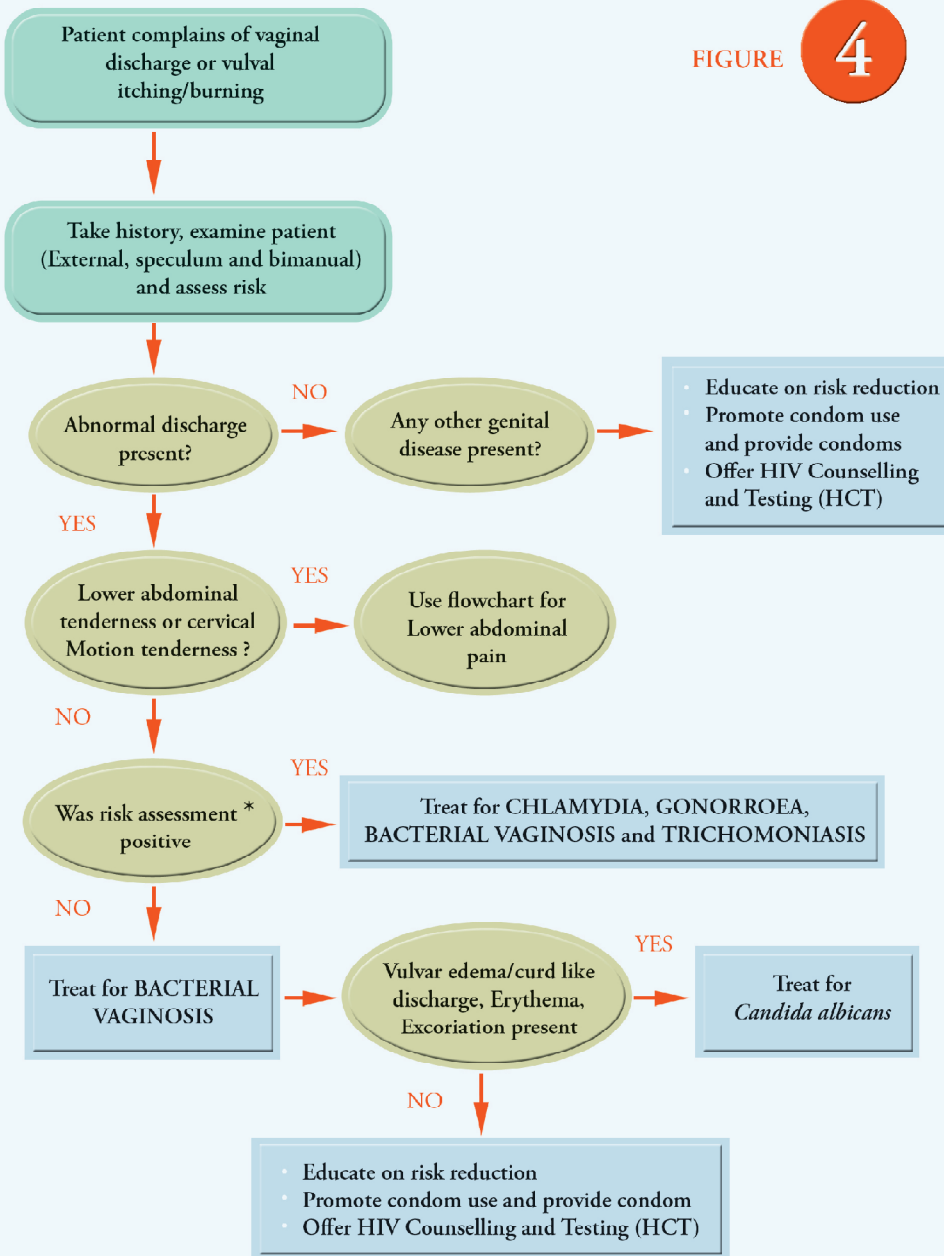 Patient complains of vaginal
discharge or vulval
itching/burning
FIGURE 4
Take history, examine patient
(External, speculum and bimanual)
and assess risk
Abnormal discharge
present?
NO
Any other genital
disease present?
• Educate on risk reduction
• Promote condom use
and provide condoms
• Offer HIV Counselling
and Testing (HCT)
YES
Lower abdominal
tenderness or cervical
Motion tenderness ?
YES
Use flowchart for
Lower abdominal
pain
NO
Was risk assessment *
positive
YES
Treat for CHLAMYDIA, GONORROEA,
BACTERIAL VAGINOSIS and TRICHOMONIASIS
NO
Treat for BACTERIAL
VAGINOSIS
Vulvar edema/curd like
discharge, Erythema,
Excoriation present
YES
Treat for
Candida albicans
NO
• Educate on risk reduction
• Promote condom use and provide condom
• Offer HIV Counselling and Testing (HCT)